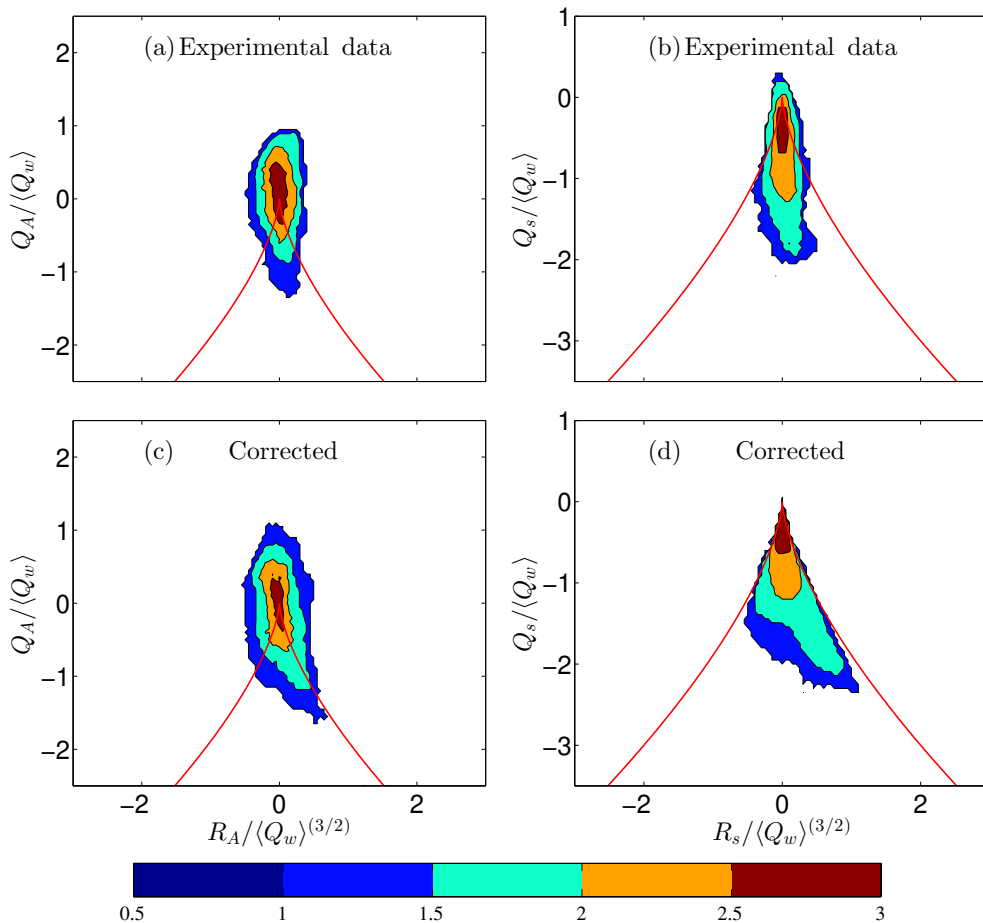 (a) Experimental data
2
1
0
−1
−2
Q_A/⟨Q_w⟩
(b) Experimental data
1
0
−1
−2
−3
Q_s/⟨Q_w⟩
(c) Corrected
2
1
0
−1
−2
Q_A/⟨Q_w⟩
−2 0 2
R_A/⟨Q_w⟩^(3/2)
(d) Corrected
1
0
−1
−2
−3
Q_s/⟨Q_w⟩
−2 0 2
R_s/⟨Q_w⟩^(3/2)
0.5 1 1.5 2 2.5 3